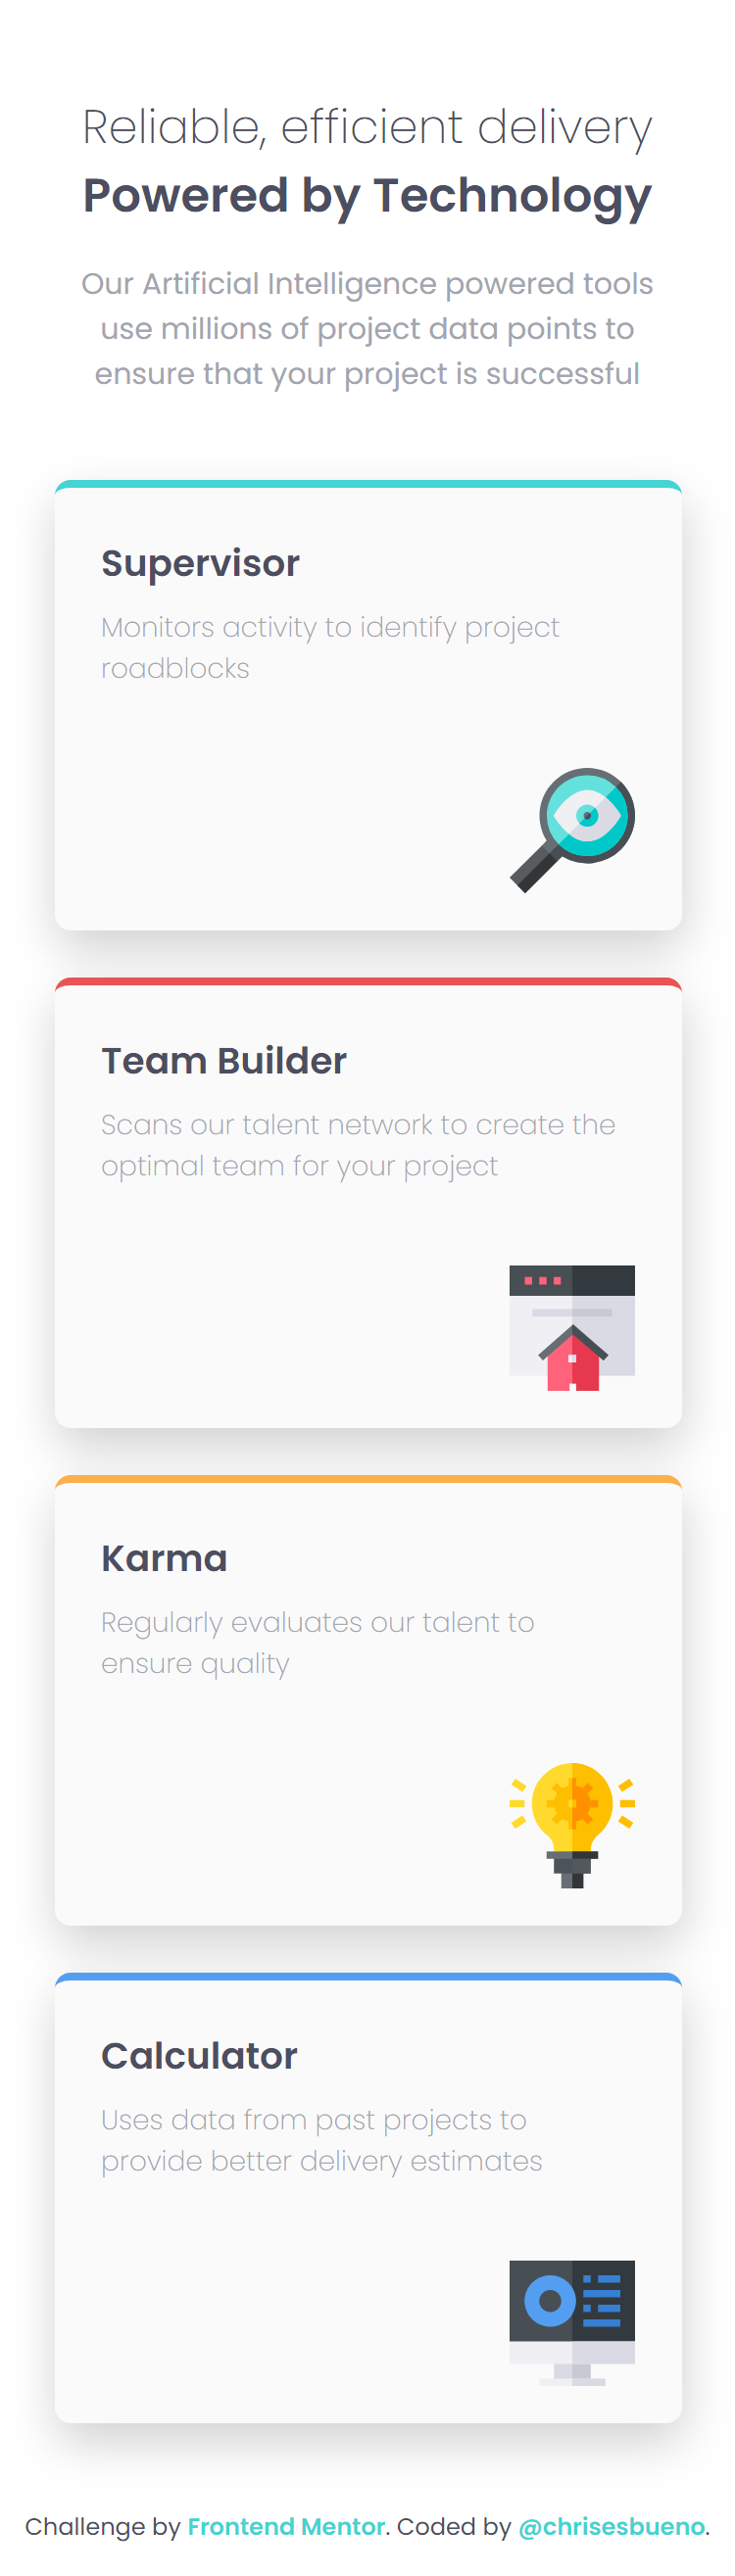 Reliable, efficient delivery
Powered by Technology
Our Artificial Intelligence powered tools
use millions of project data points to
ensure that your project is successful
Supervisor
Monitors activity to identify project
roadblocks
Team Builder
Scans our talent network to create the
optimal team for your project
Karma
Regularly evaluates our talent to
ensure quality
Calculator
Uses data from past projects to
provide better delivery estimates
Challenge by Frontend Mentor. Coded by @chrisesbueno.